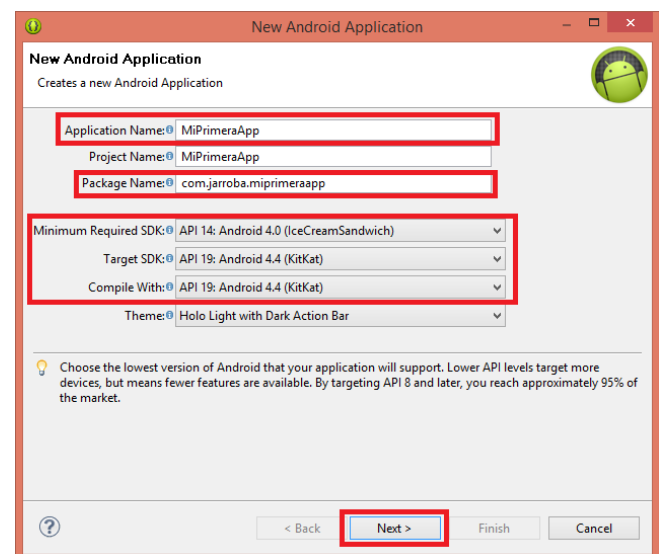 New Android Application
New Android Application
Creates a new Android Application
Application Name: MiPrimeraApp
Project Name: MiPrimeraApp
Package Name: com.jarroba.miprimeraapp
Minimum Required SDK: API 14: Android 4.0 (IceCreamSandwich)
Target SDK: API 19: Android 4.4 (KitKat)
Compile With: API 19: Android 4.4 (KitKat)
Theme: Holo Light with Dark Action Bar
Choose the lowest version of Android that your application will support. Lower API levels target more
devices, but means fewer features are available. By targeting API 8 and later, you reach approximately 95% of
the market.
? < Back Next > Finish Cancel